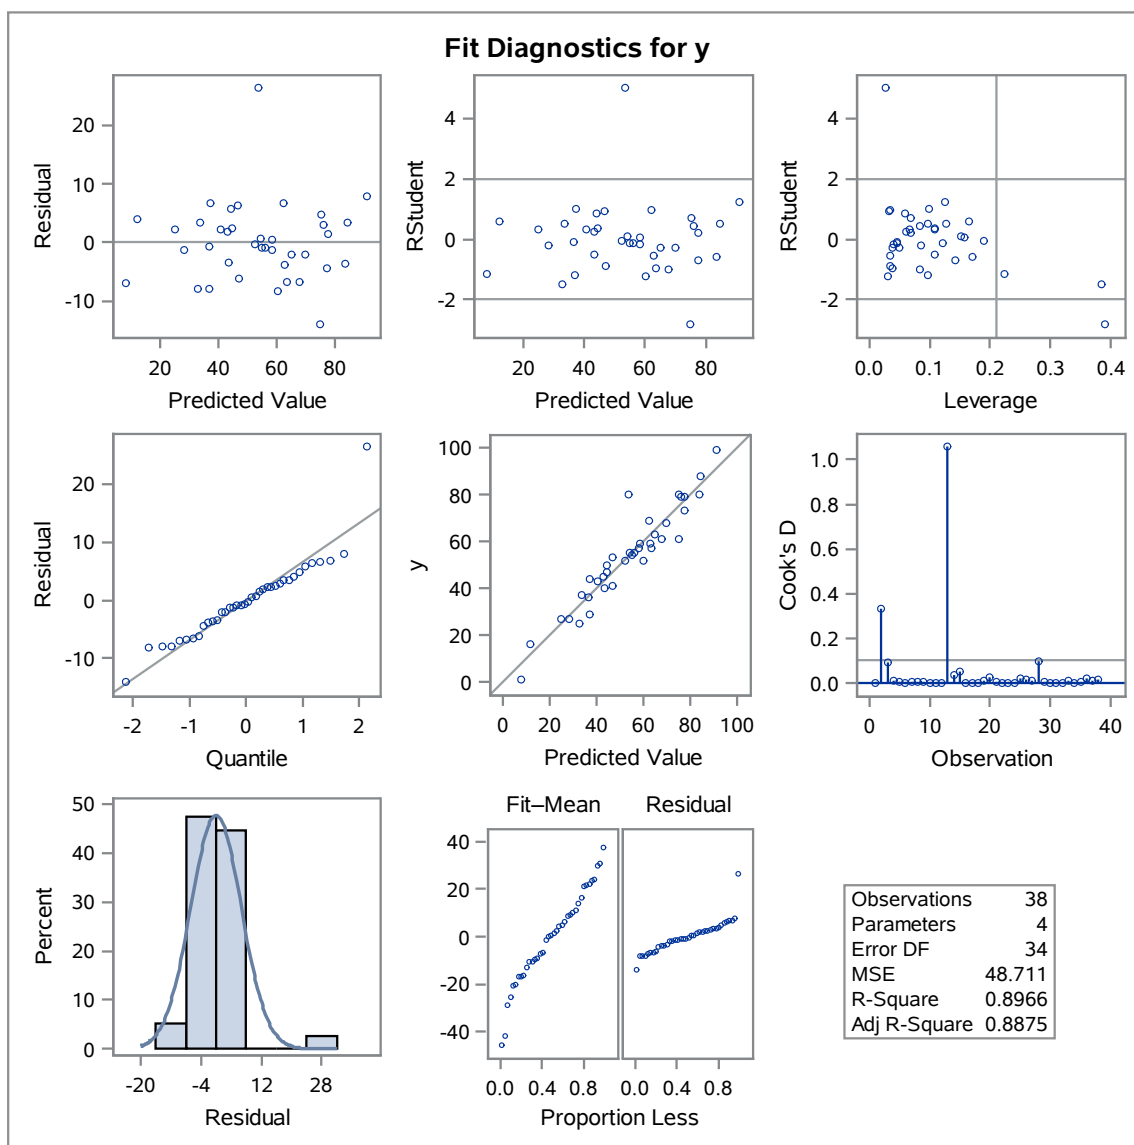 Fit Diagnostics for y
Residual
20
10
0
-10
20 40 60 80
Predicted Value
RStudent
4
2
0
-2
20 40 60 80
Predicted Value
RStudent
4
2
0
-2
0.0 0.1 0.2 0.3 0.4
Leverage
Residual
20
10
0
-10
-2 -1 0 1 2
Quantile
y
100
80
60
40
20
0
0 20 40 60 80 100
Predicted Value
Cook's D
1.0
0.8
0.6
0.4
0.2
0.0
0 10 20 30 40
Observation
Percent
50
40
30
20
10
0
-20 -4 12 28
Residual
Fit–Mean Residual
40
20
0
-20
-40
0.0 0.4 0.8 0.0 0.4 0.8
Proportion Less
Observations 38
Parameters 4
Error DF 34
MSE 48.711
R-Square 0.8966
Adj R-Square 0.8875